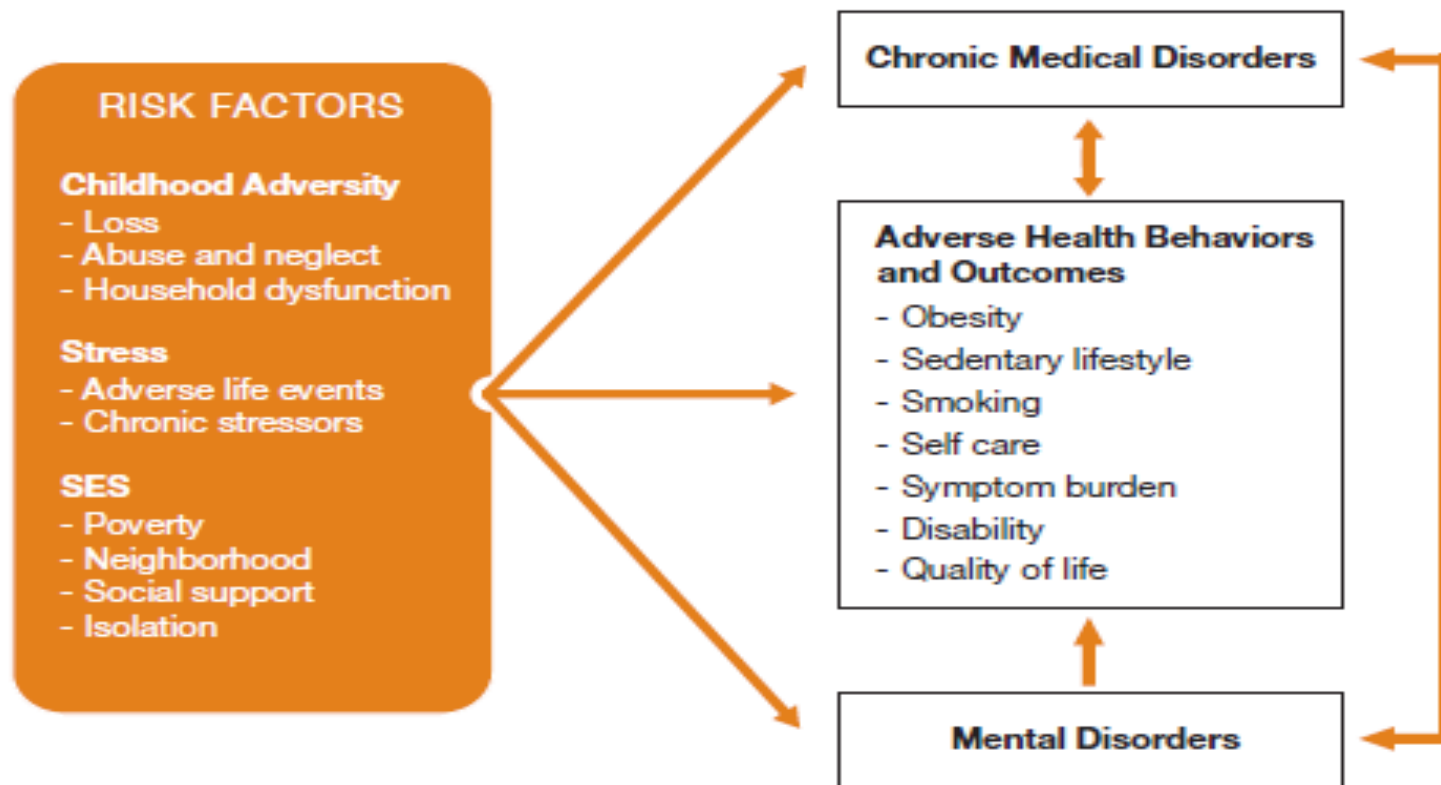 RISK FACTORS
Childhood Adversity
- Loss
- Abuse and neglect
- Household dysfunction
Stress
- Adverse life events
- Chronic stressors
SES
- Poverty
- Neighborhood
- Social support
- Isolation
Chronic Medical Disorders
Adverse Health Behaviors
and Outcomes
- Obesity
- Sedentary lifestyle
- Smoking
- Self care
- Symptom burden
- Disability
- Quality of life
Mental Disorders